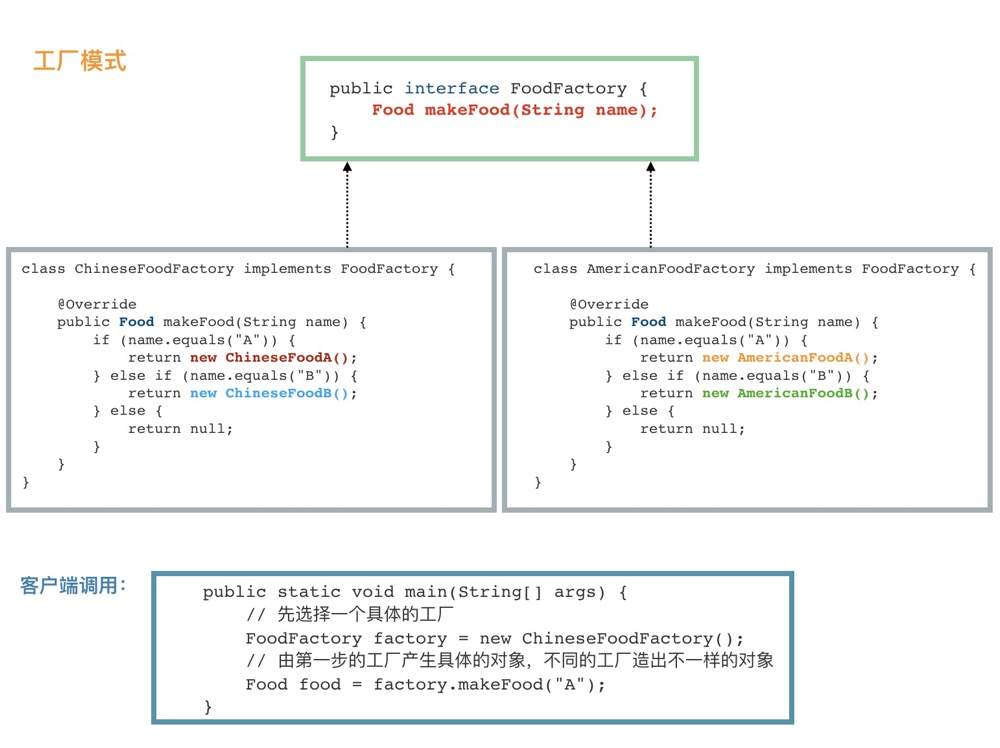 工厂模式
public interface FoodFactory {
    Food makeFood(String name);
}
class ChineseFoodFactory implements FoodFactory {
    @Override
    public Food makeFood(String name) {
        if (name.equals("A")) {
            return new ChineseFoodA();
        } else if (name.equals("B")) {
            return new ChineseFoodB();
        } else {
            return null;
        }
    }
}
class AmericanFoodFactory implements FoodFactory {
    @Override
    public Food makeFood(String name) {
        if (name.equals("A")) {
            return new AmericanFoodA();
        } else if (name.equals("B")) {
            return new AmericanFoodB();
        } else {
            return null;
        }
    }
}
客户端调用：
public static void main(String[] args) {
    // 先选择一个具体的工厂
    FoodFactory factory = new ChineseFoodFactory();
    // 由第一步的工厂产生具体的对象，不同的工厂造出不一样的对象
    Food food = factory.makeFood("A");
}